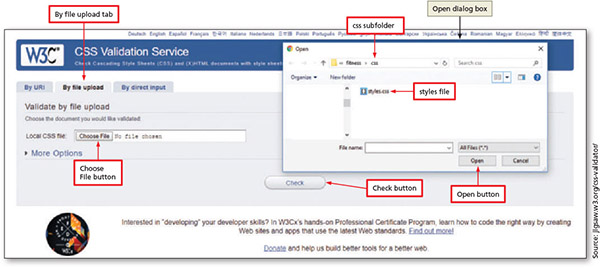 By file upload tab
css subfolder
Open dialog box
Deutsch English Español Français 한국어 Italiano Nederlands 日本語 Polski Português Русский
Magyar
W3C® CSS Validation Service
Check Cascading Style Sheets (CSS) and (X)HTML documents with style sheets
Open
fitness > css
Search css
Organize
New folder
styles.css
styles file
By URI
By file upload
By direct input
Validate by file upload
Choose the document you would like validated:
Local CSS file: Choose File No file chosen
More Options
File name:
All Files (*.*)
Open
Cancel
Choose
File button
Check
Check button
Open button
Interested in "developing" your developer skills? In W3Cx's hands-on Professional Certificate Program, learn how to code the right way by creating
Web sites and apps that use the latest Web standards. Find out more!
Donate and help us build better tools for a better web.
Source: jigsaw.w3.org/css-validator/